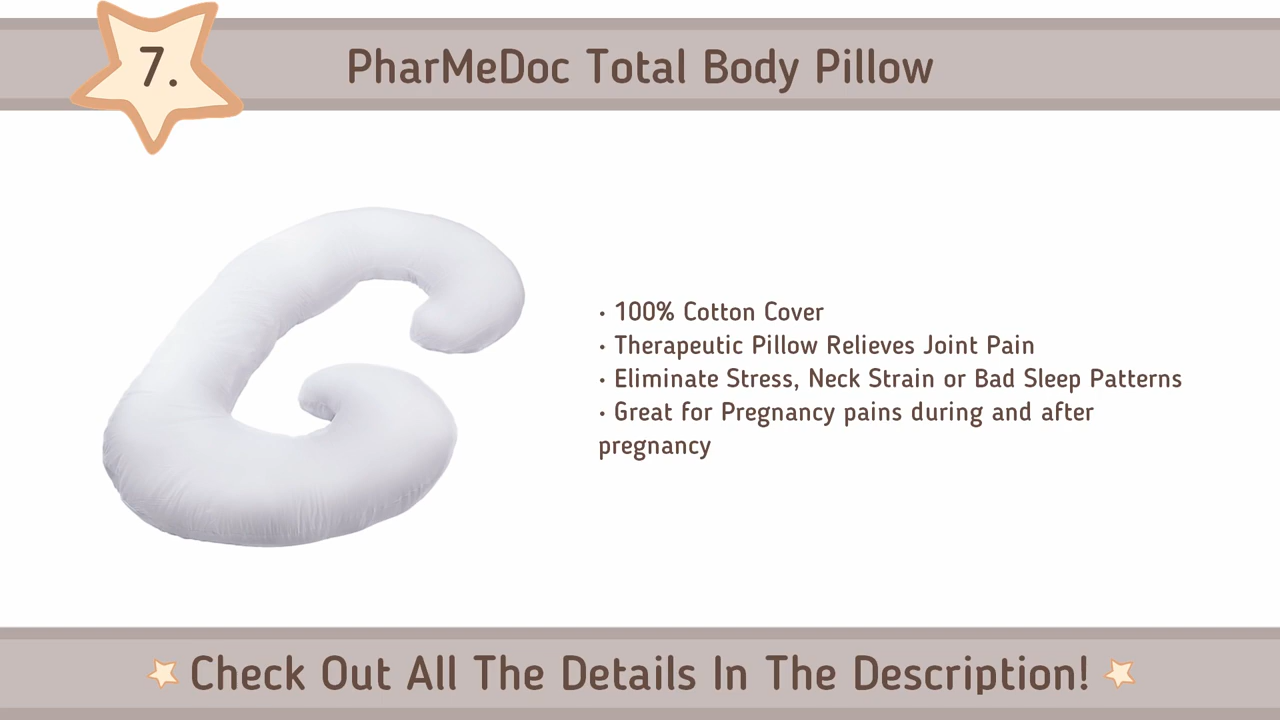 7.
PharMeDoc Total Body Pillow
• 100% Cotton Cover
• Therapeutic Pillow Relieves Joint Pain
• Eliminate Stress, Neck Strain or Bad Sleep Patterns
• Great for Pregnancy pains during and after
pregnancy
Check Out All The Details In The Description!